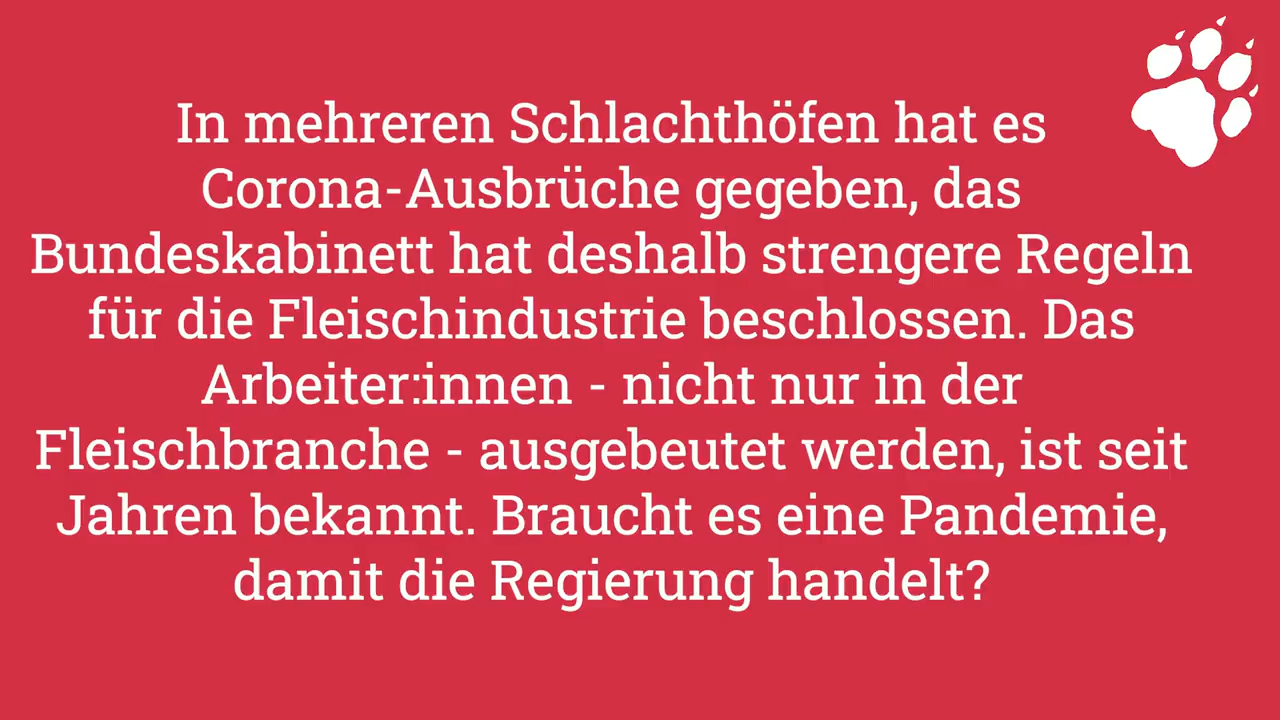 In mehreren Schlachthöfen hat es
Corona-Ausbrüche gegeben, das
Bundeskabinett hat deshalb strengere Regeln
für die Fleischindustrie beschlossen. Das
Arbeiter:innen - nicht nur in der
Fleischbranche - ausgebeutet werden, ist seit
Jahren bekannt. Braucht es eine Pandemie,
damit die Regierung handelt?